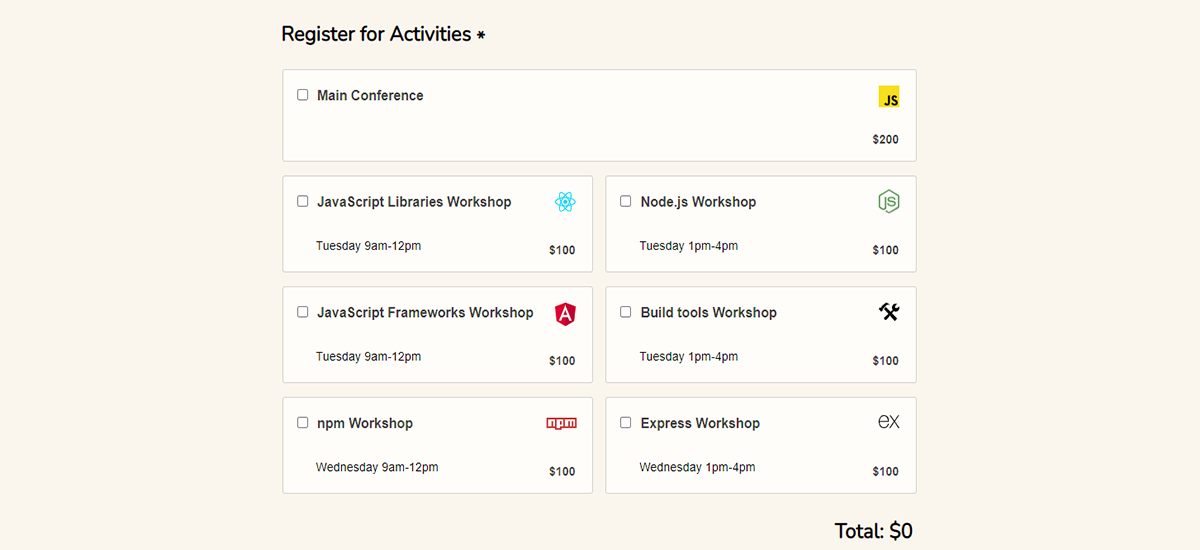 Register for Activities *
Main Conference
JS
$200
JavaScript Libraries Workshop
Tuesday 9am-12pm
$100
Node.js Workshop
JS
Tuesday 1pm-4pm
$100
JavaScript Frameworks Workshop
A
Tuesday 9am-12pm
$100
Build tools Workshop
Tuesday 1pm-4pm
$100
npm Workshop
npm
Wednesday 9am-12pm
$100
Express Workshop
ex
Wednesday 1pm-4pm
$100
Total: $0